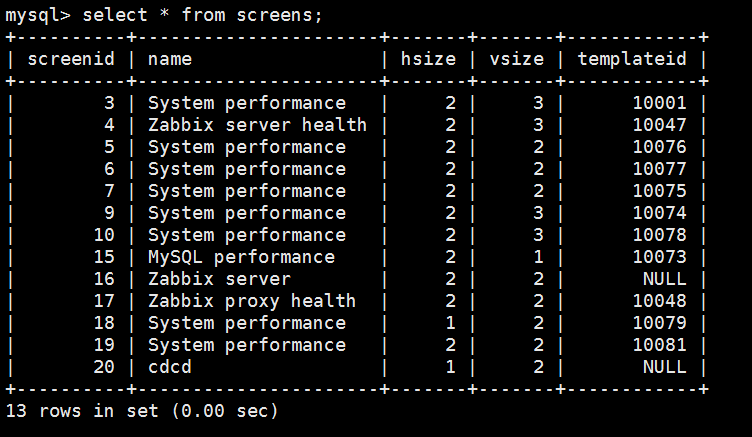 mysql> select * from screens;
+----------+----------------------+-------+-------+------------+
| screenid | name                 | hsize | vsize | templateid |
+----------+----------------------+-------+-------+------------+
|        3 | System performance   |     2 |     3 |      10001 |
|        4 | Zabbix server health |     2 |     3 |      10047 |
|        5 | System performance   |     2 |     2 |      10076 |
|        6 | System performance   |     2 |     2 |      10077 |
|        7 | System performance   |     2 |     2 |      10075 |
|        9 | System performance   |     2 |     3 |      10074 |
|       10 | System performance   |     2 |     3 |      10078 |
|       15 | MySQL performance    |     2 |     1 |      10073 |
|       16 | Zabbix server        |     2 |     2 |       NULL |
|       17 | Zabbix proxy health  |     2 |     2 |      10048 |
|       18 | System performance   |     1 |     2 |      10079 |
|       19 | System performance   |     2 |     2 |      10081 |
|       20 | cdcd                 |     1 |     2 |       NULL |
+----------+----------------------+-------+-------+------------+
13 rows in set (0.00 sec)